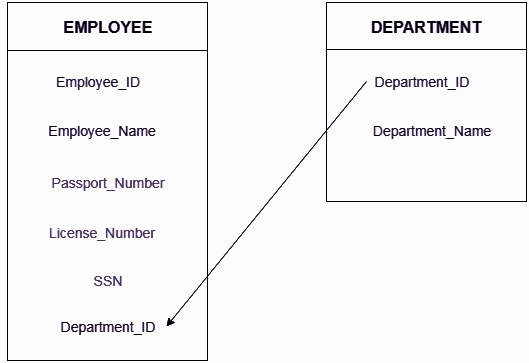 EMPLOYEE
Employee_ID
Employee_Name
Passport_Number
License_Number
SSN
Department_ID
DEPARTMENT
Department_ID
Department_Name